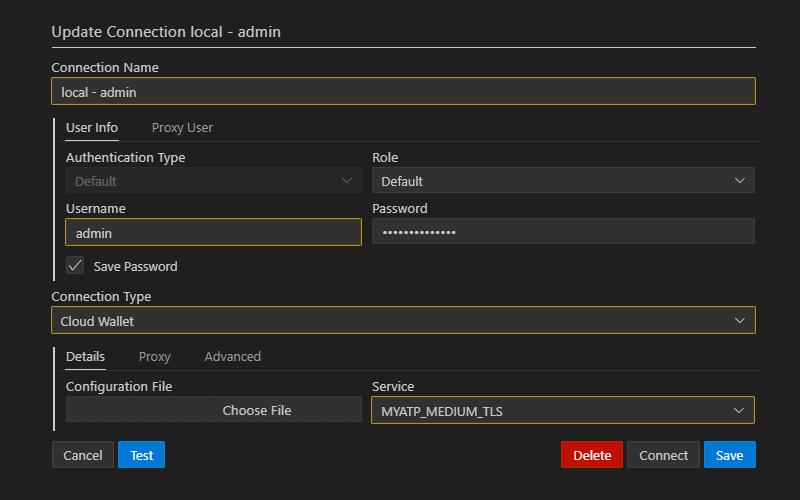 Update Connection local - admin
Connection Name
local - admin
User Info Proxy User
Authentication Type Role
Default Default
Username Password
admin ••••••••••••••
Save Password
Connection Type
Cloud Wallet
Details Proxy Advanced
Configuration File Service
Choose File MYATP_MEDIUM_TLS
Cancel Test Delete Connect Save